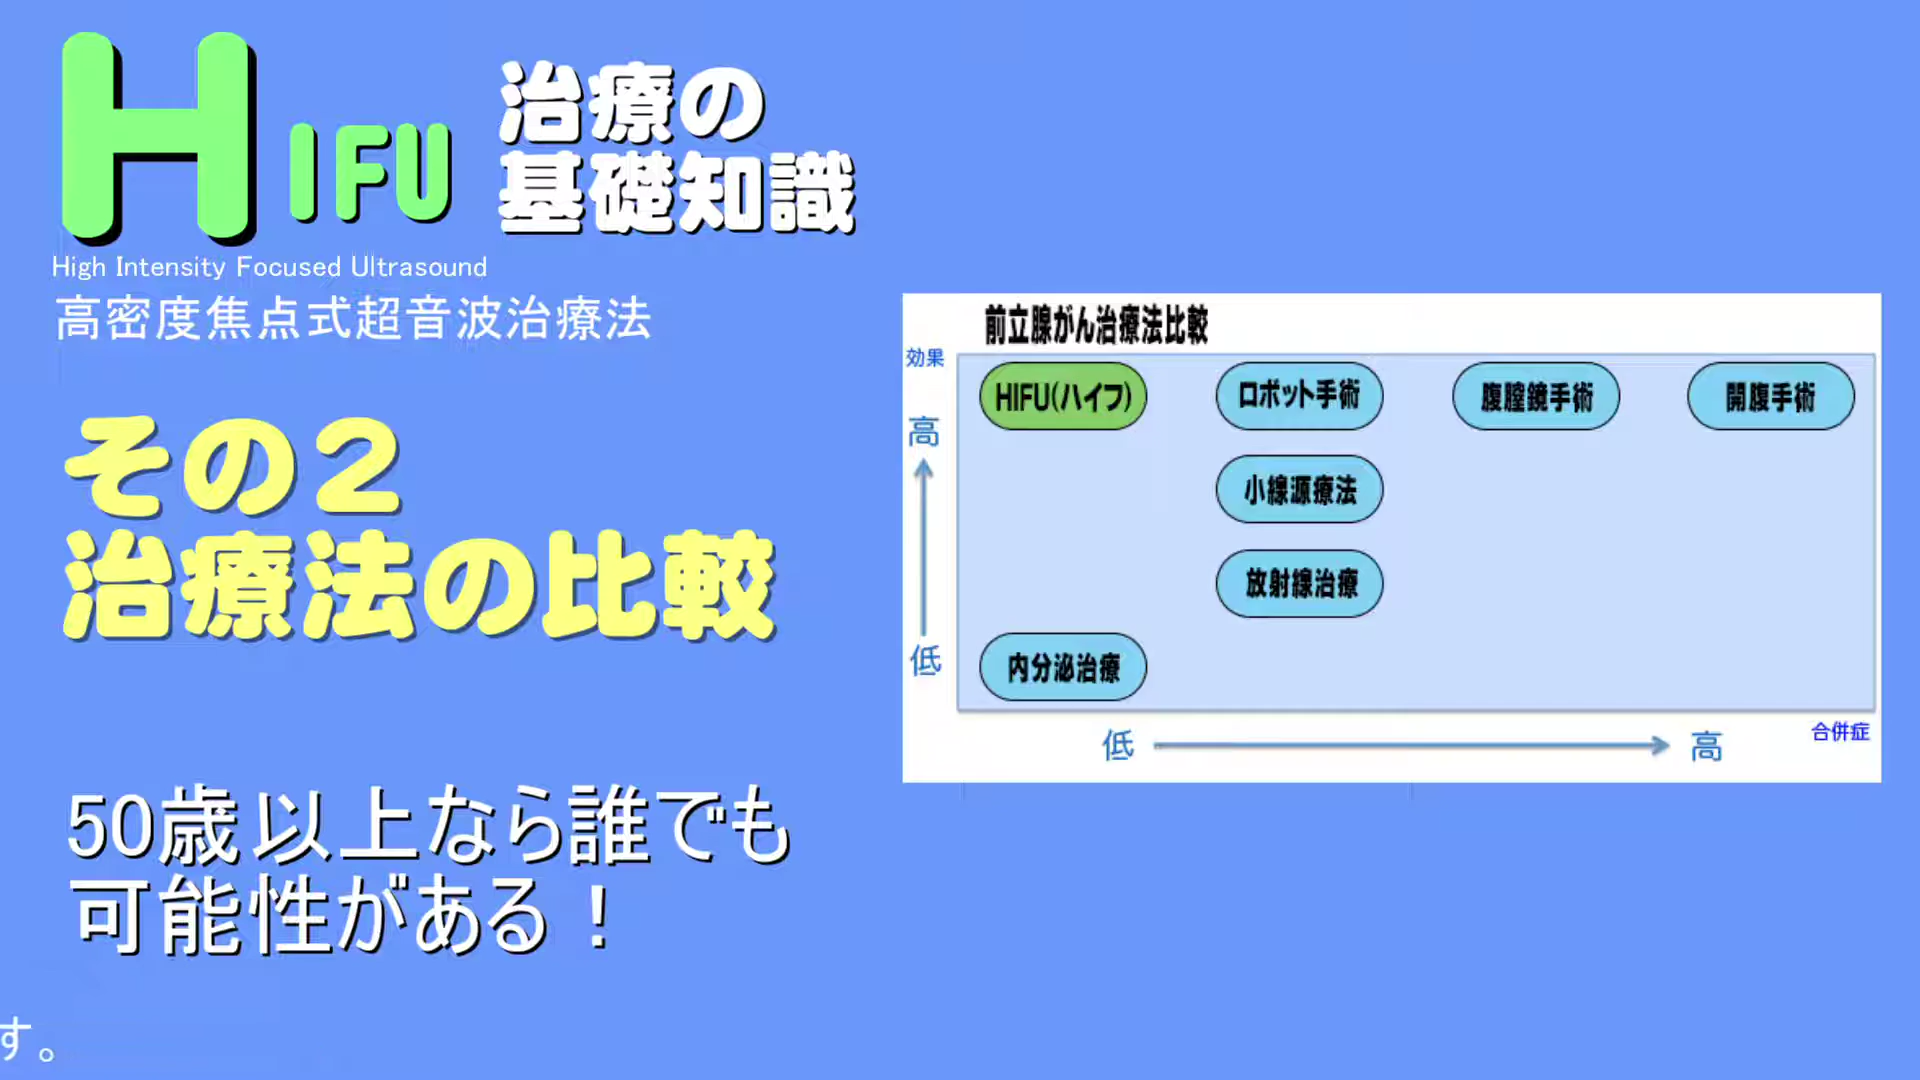 HIFU
治療の
基礎知識
High Intensity Focused Ultrasound
高密度焦点式超音波治療法
その2
治療法の比較
50歳以上なら誰でも
可能性がある！
す。
前立腺がん治療法比較
効果
高
低
HIFU(ハイフ)
ロボット手術
腹膣鏡手術
開腹手術
小線源療法
放射線治療
内分泌治療
低
高
合併症